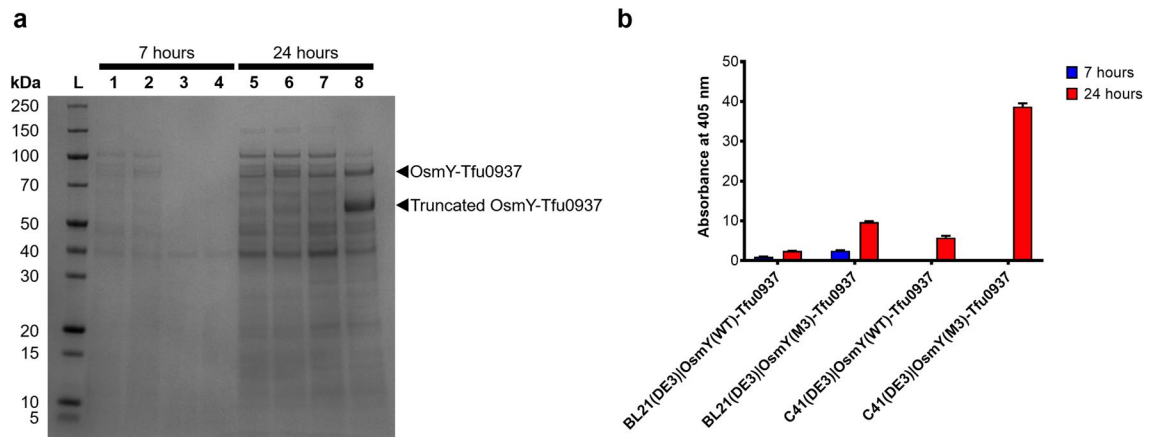 a
7 hours 24 hours
kDa L 1 2 3 4 5 6 7 8
250
150
100
70
50
40
30
20
15
10
5
OsmY-Tfu0937
Truncated OsmY-Tfu0937
b
Absorbance at 405 nm
50
40
30
20
10
0
7 hours
24 hours
BL21(DE3)|OsmY(WT)-Tfu0937
BL21(DE3)|OsmY(M3)-Tfu0937
C41(DE3)|OsmY(WT)-Tfu0937
C41(DE3)|OsmY(M3)-Tfu0937